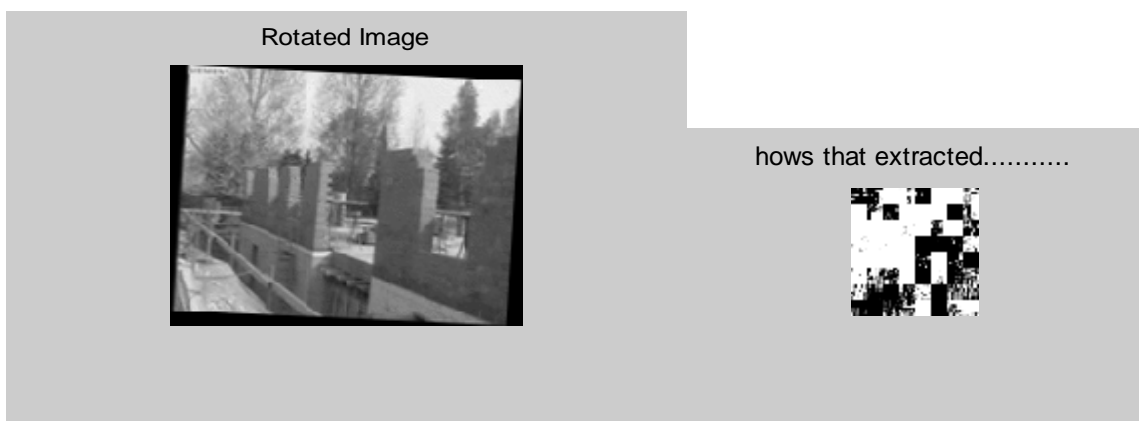 Rotated Image
hows that extracted...........